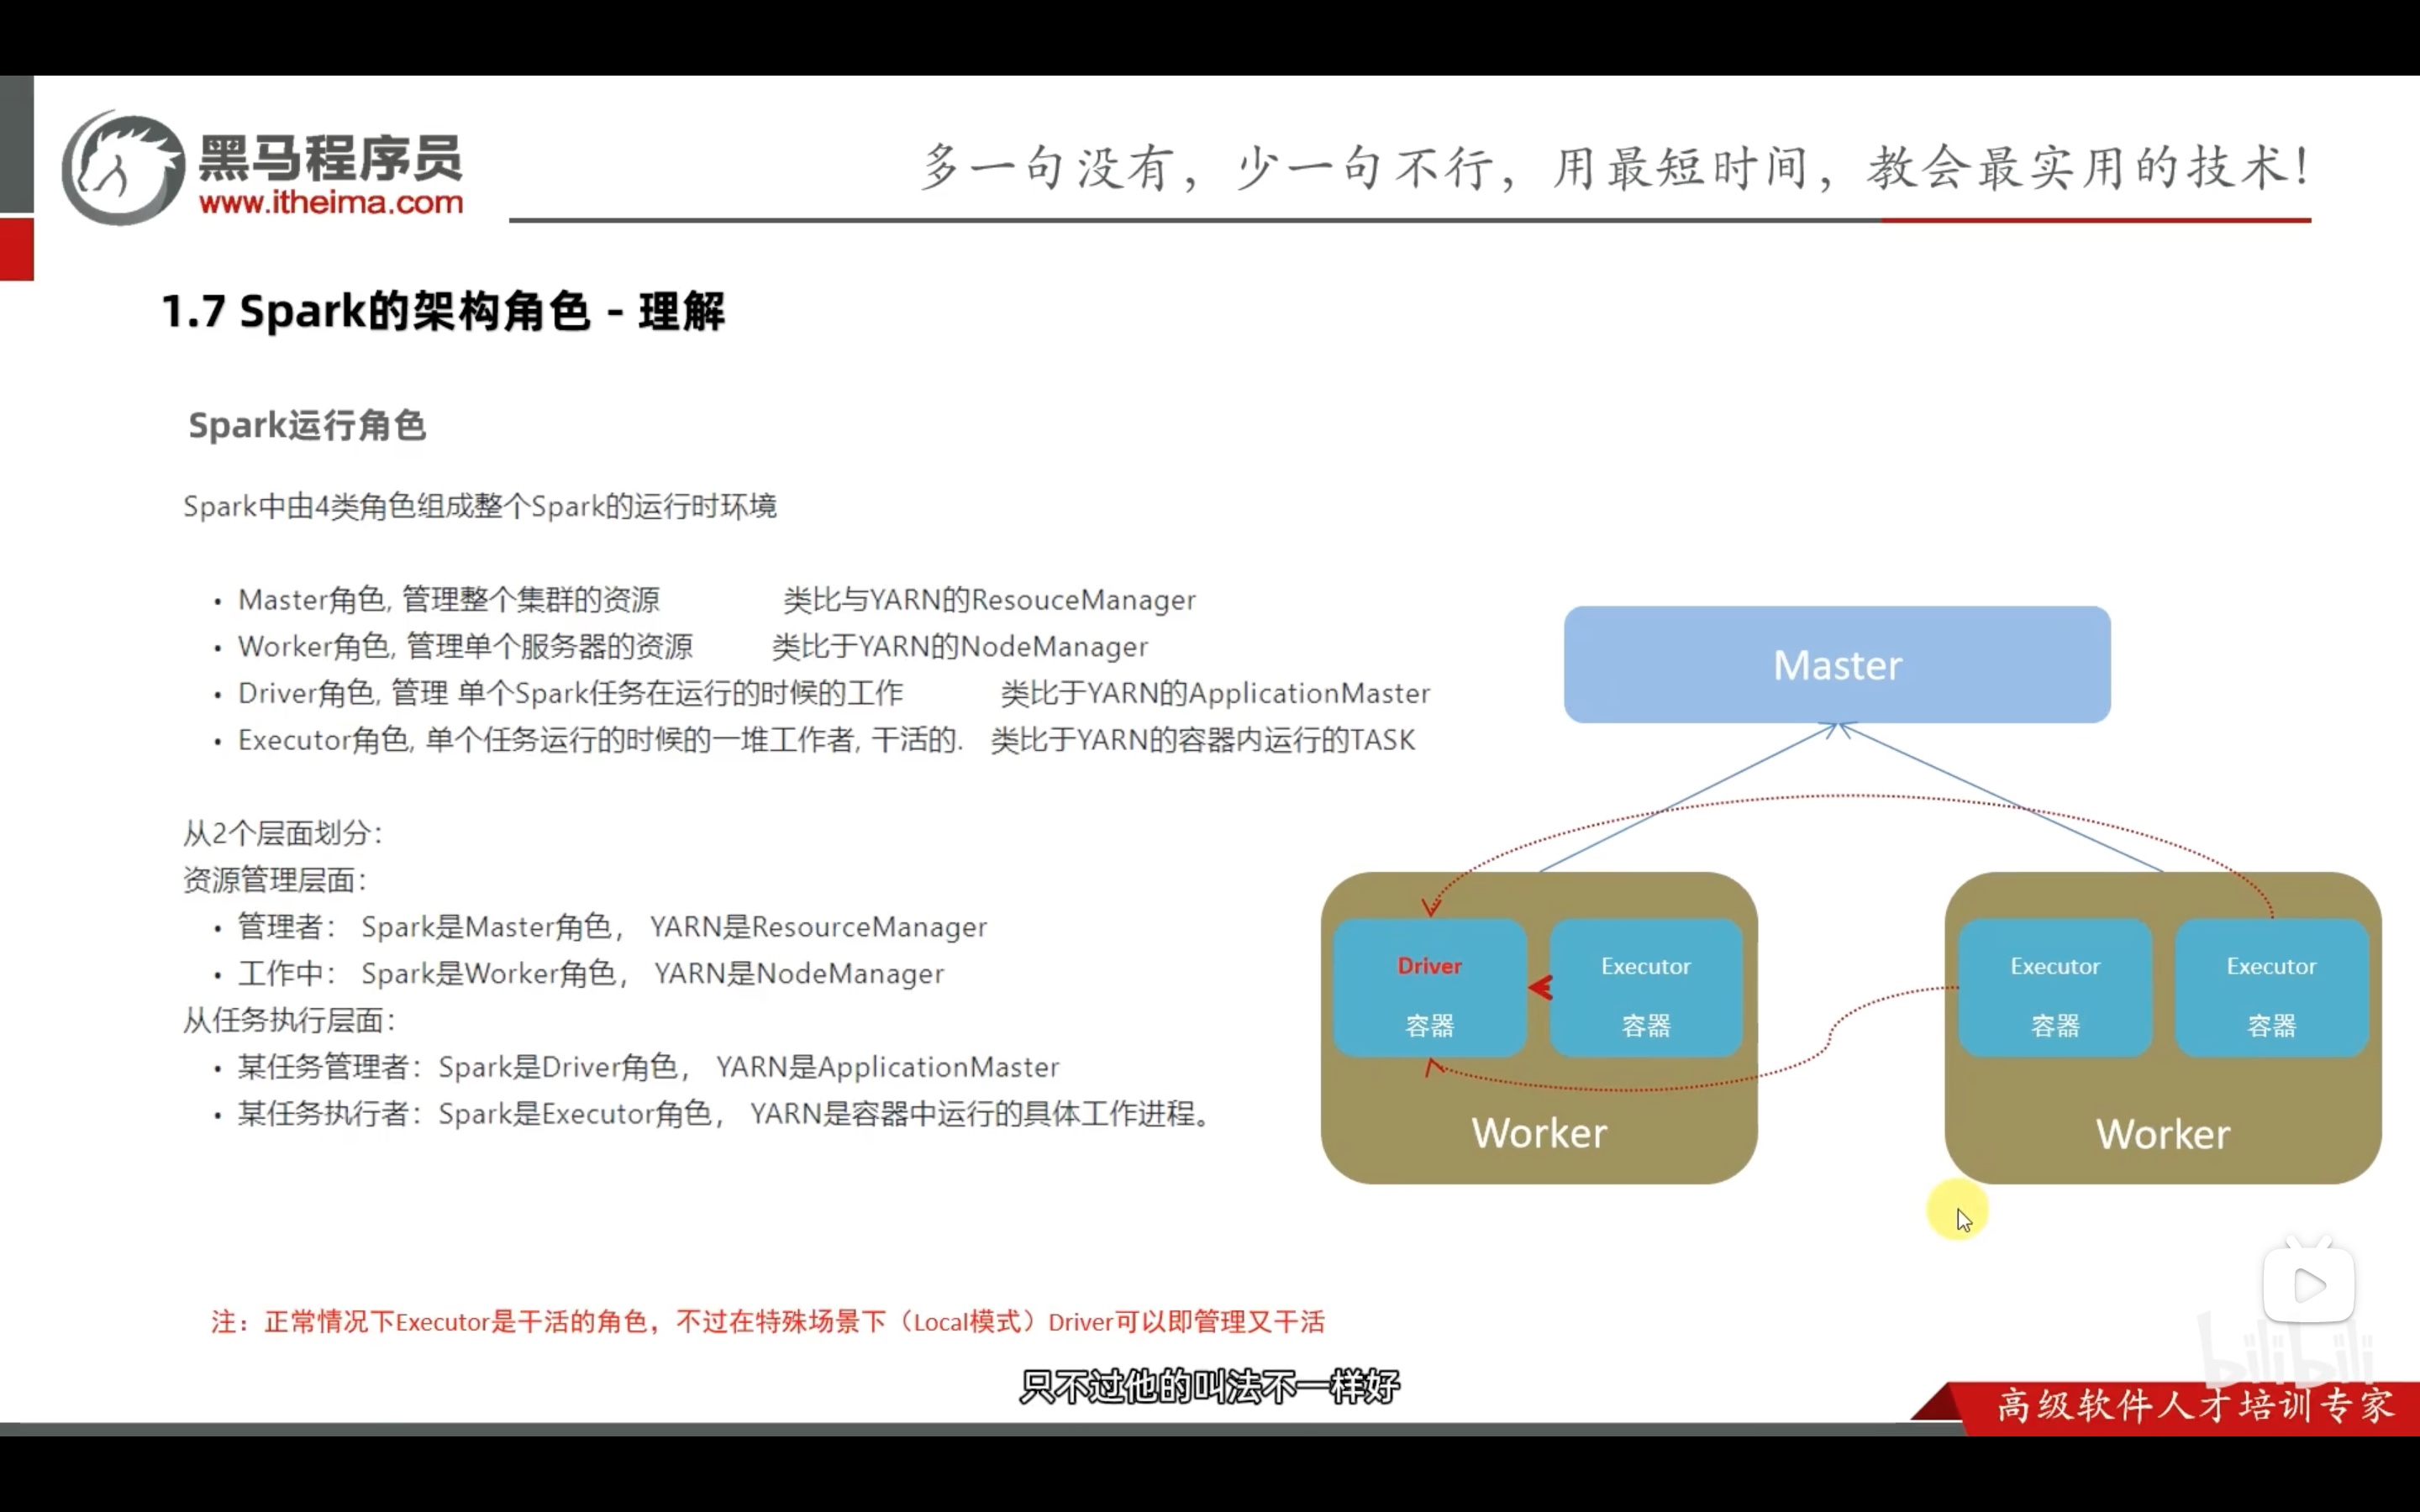 黑马程序员
www.itheima.com
多一句没有，少一句不行，用最短时间，教会最实用的技术！
1.7 Spark的架构角色 - 理解
Spark运行角色
Spark中由4类角色组成整个Spark的运行时环境
• Master角色, 管理整个集群的资源 类比与YARN的ResouceManager
• Worker角色, 管理单个服务器的资源 类比于YARN的NodeManager
• Driver角色, 管理 单个Spark任务在运行的时候的工作 类比于YARN的ApplicationMaster
• Executor角色, 单个任务运行的时候的一堆工作者, 干活的. 类比于YARN的容器内运行的TASK
从2个层面划分：
资源管理层面：
• 管理者： Spark是Master角色， YARN是ResourceManager
• 工作中： Spark是Worker角色， YARN是NodeManager
从任务执行层面：
• 某任务管理者：Spark是Driver角色， YARN是ApplicationMaster
• 某任务执行者：Spark是Executor角色， YARN是容器中运行的具体工作进程。
Master
Driver
容器
Executor
容器
Worker
Executor
容器
Executor
容器
Worker
注：正常情况下Executor是干活的角色，不过在特殊场景下（Local模式）Driver可以即管理又干活
只不过他的叫法不一样好
bilibili
高级软件人才培训专家